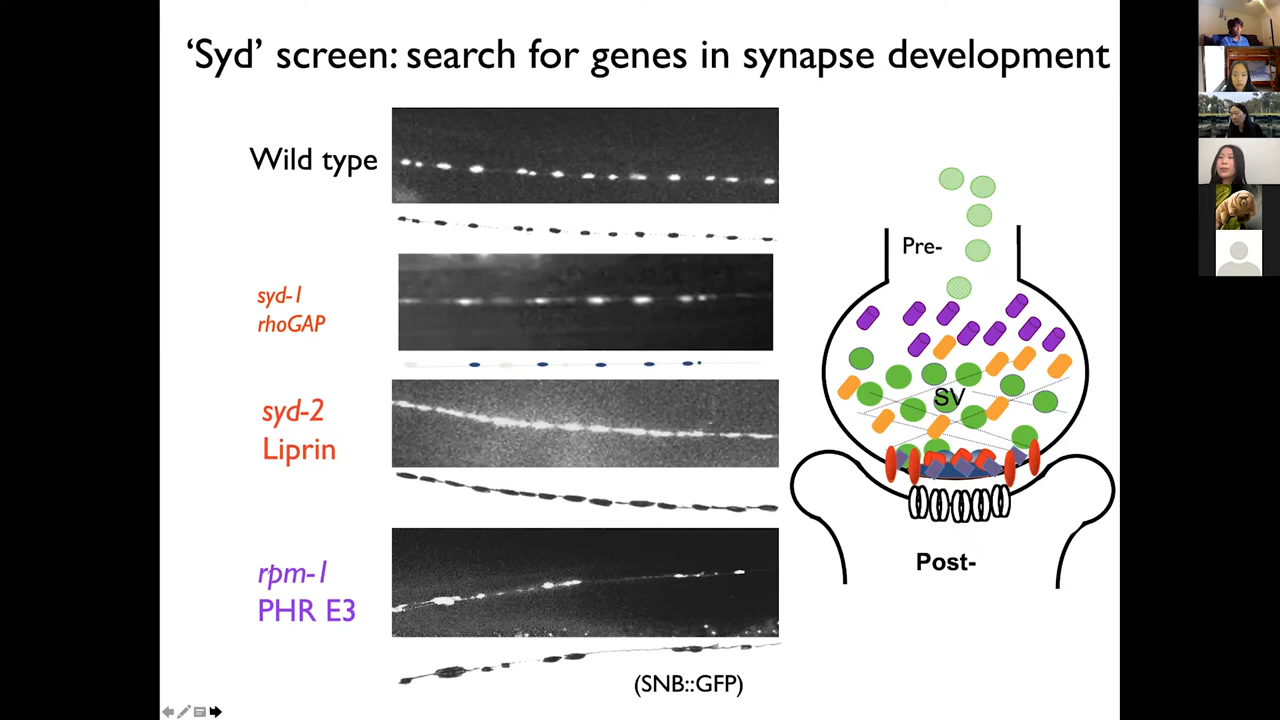 ‘Syd’ screen: search for genes in synapse development
Wild type
syd-1
rhoGAP
syd-2
Liprin
rpm-1
PHR E3
(SNB::GFP)
Pre-
SV
Post-